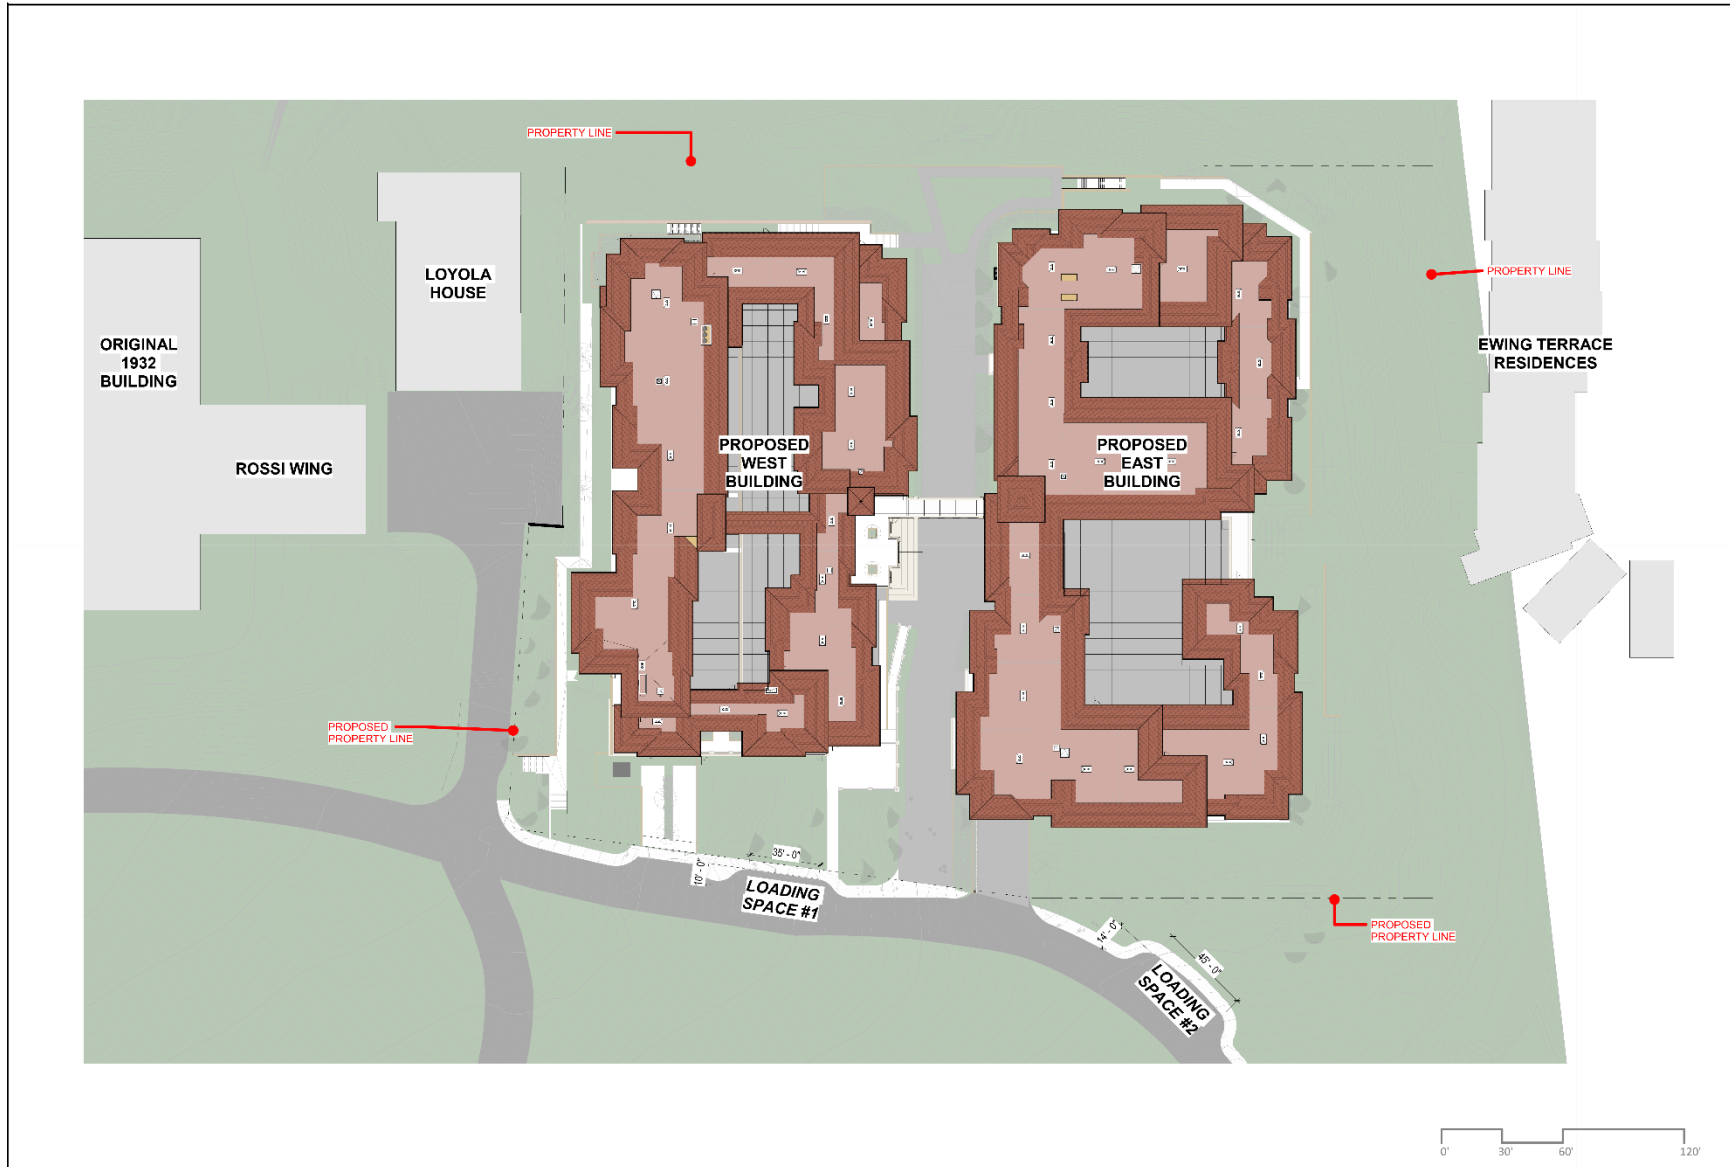 PROPERTY LINE
LOYOLA
HOUSE
PROPERTY LINE
ORIGINAL
1932
BUILDING
EWING TERRACE
RESIDENCES
ROSSI WING
PROPOSED
WEST
BUILDING
PROPOSED
EAST
BUILDING
PROPOSED
PROPERTY LINE
35' - 0"
10' - 0"
LOADING
SPACE #1
14' - 0"
45' - 0"
LOADING
SPACE #2
PROPOSED
PROPERTY LINE
0' 30' 60' 120'